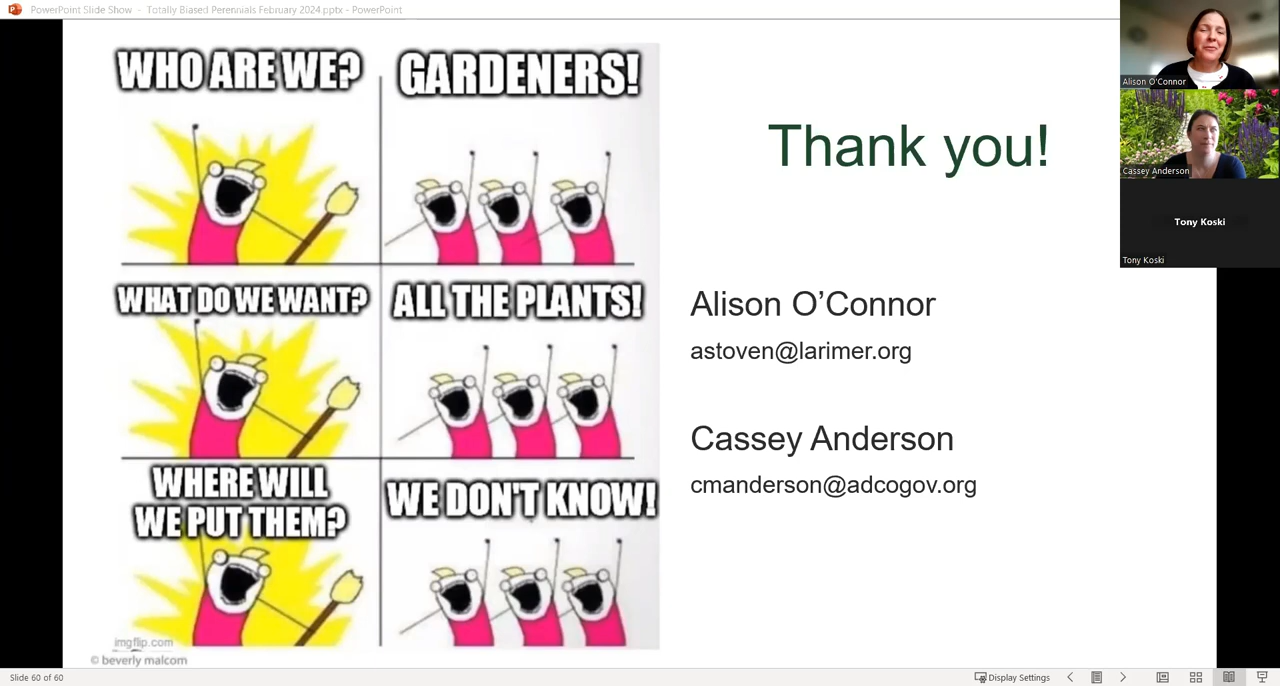 PowerPoint Slide Show - Totally Biased Perennials February 2024.pptx - PowerPoint
WHO ARE WE?
GARDENERS!
WHAT DO WE WANT?
ALL THE PLANTS!
WHERE WILL
WE PUT THEM?
WE DON'T KNOW!
imgflip.com
© beverly malcom
Thank you!
Alison O’Connor
astoven@larimer.org
Cassey Anderson
cmanderson@adcogov.org
Alison O'Connor
Cassey Anderson
Tony Koski
Tony Koski
Slide 60 of 60
Display Settings